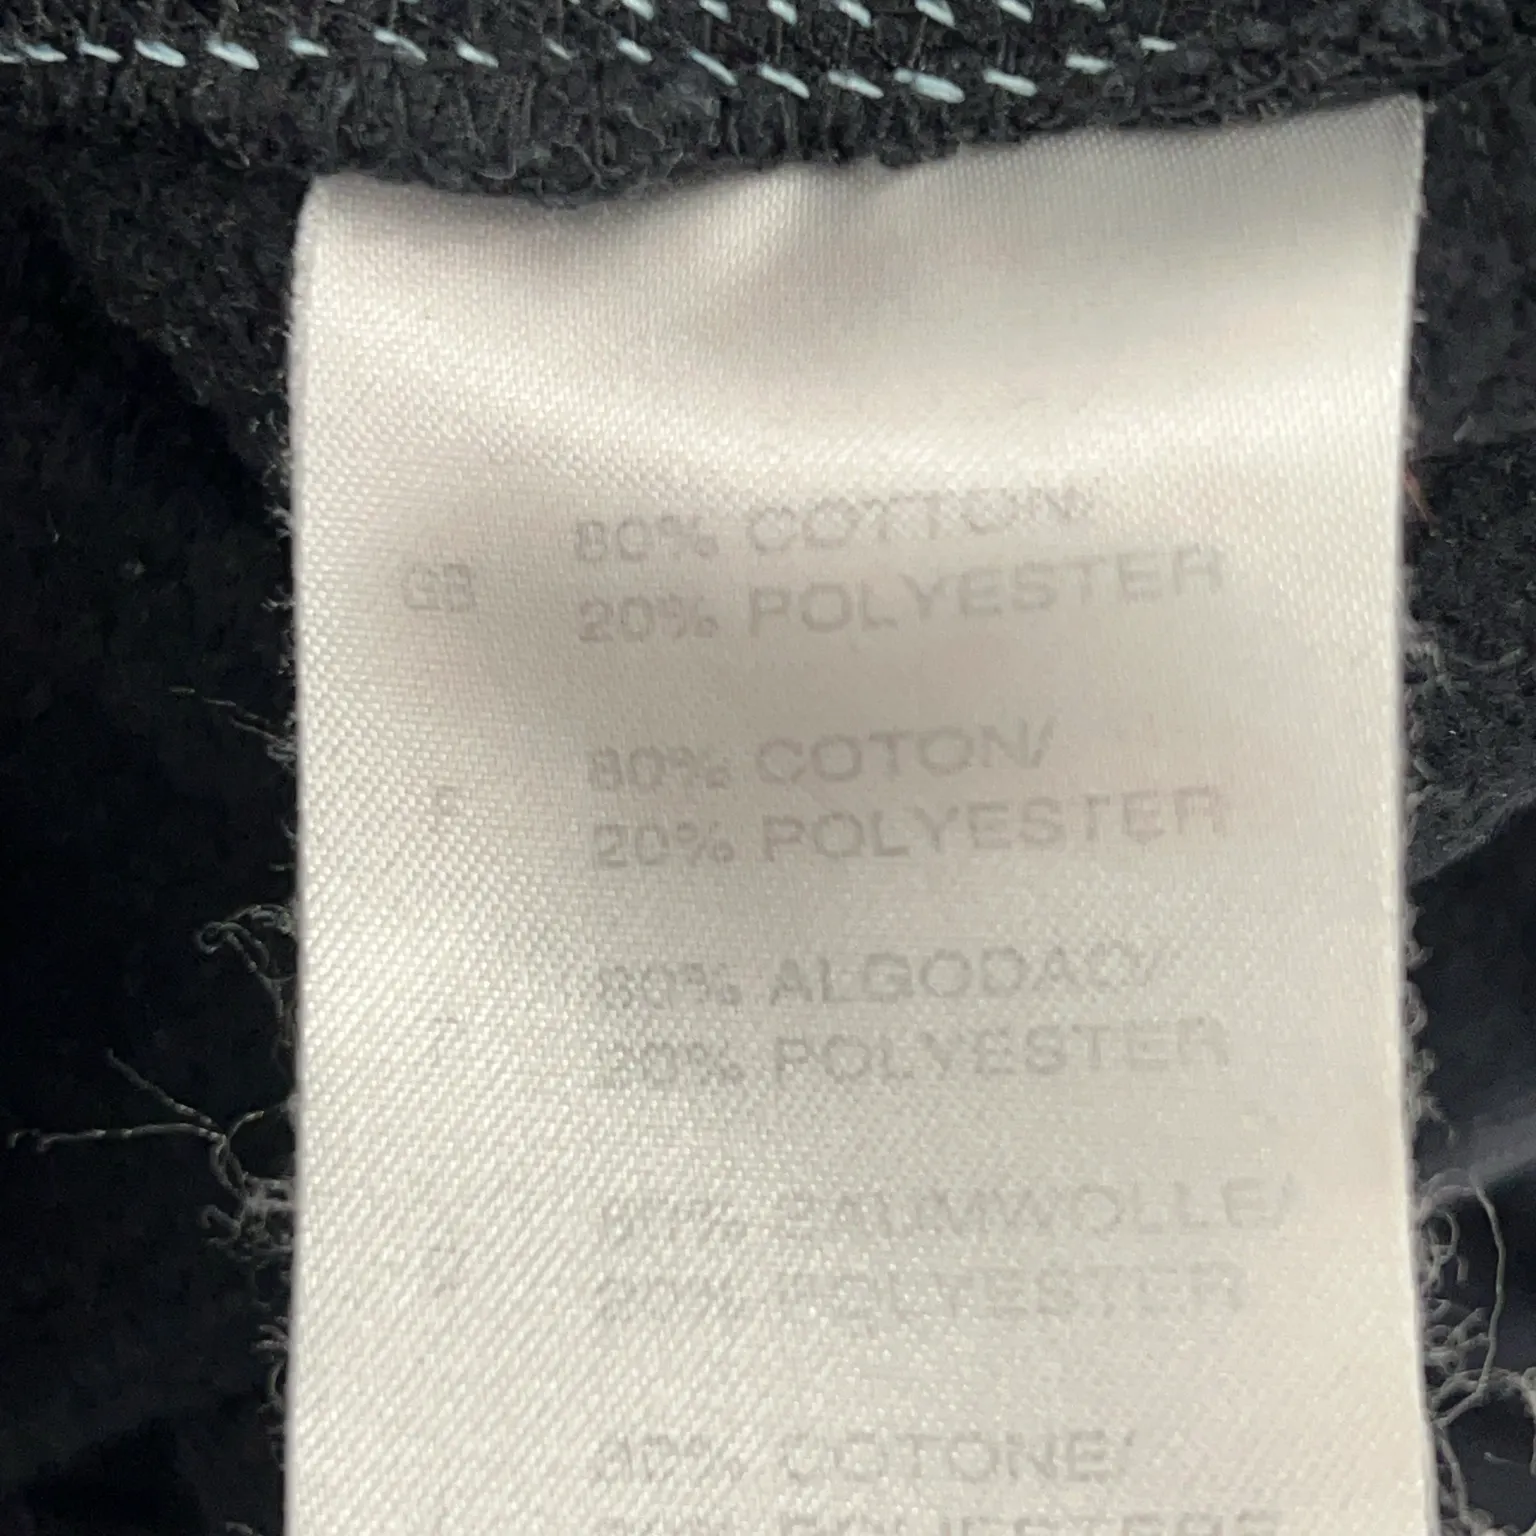 GB
80% COTTON/
20% POLYESTER
F
80% COTON/
20% POLYESTER
80% ALGODAO/
20% POLYESTER
80% BAUMWOLLE/
20% POLYESTER
80% COTONE/